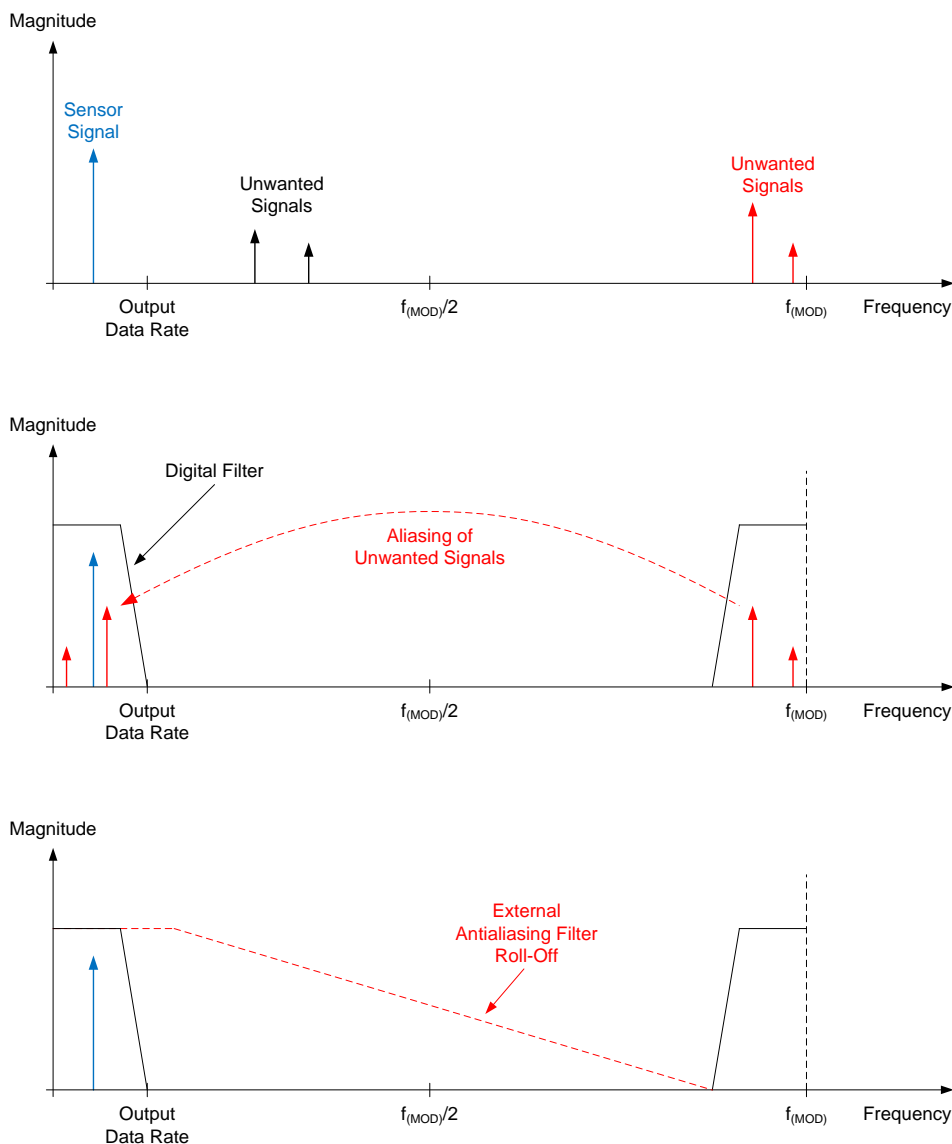 Magnitude
Sensor
Signal
Unwanted
Signals
Unwanted
Signals
Output
Data Rate
f(MOD)/2
f(MOD)
Frequency
Magnitude
Digital Filter
Aliasing of
Unwanted Signals
Output
Data Rate
f(MOD)/2
f(MOD)
Frequency
Magnitude
External
Antialiasing Filter
Roll-Off
Output
Data Rate
f(MOD)/2
f(MOD)
Frequency